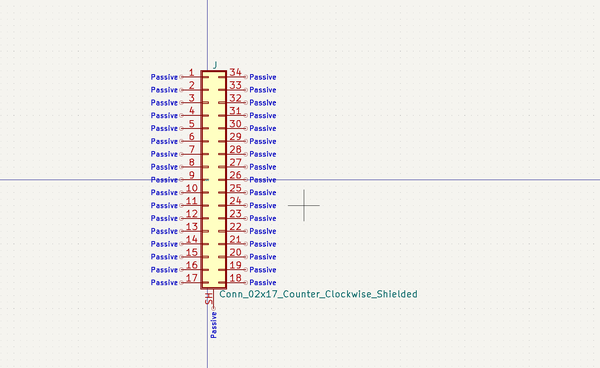 J
Passive 1 34 Passive
Passive 2 33 Passive
Passive 3 32 Passive
Passive 4 31 Passive
Passive 5 30 Passive
Passive 6 29 Passive
Passive 7 28 Passive
Passive 8 27 Passive
Passive 9 26 Passive
Passive 10 25 Passive
Passive 11 24 Passive
Passive 12 23 Passive
Passive 13 22 Passive
Passive 14 21 Passive
Passive 15 20 Passive
Passive 16 19 Passive
Passive 17 18 Passive
SH
Conn_02x17_Counter_Clockwise_Shielded
Passive